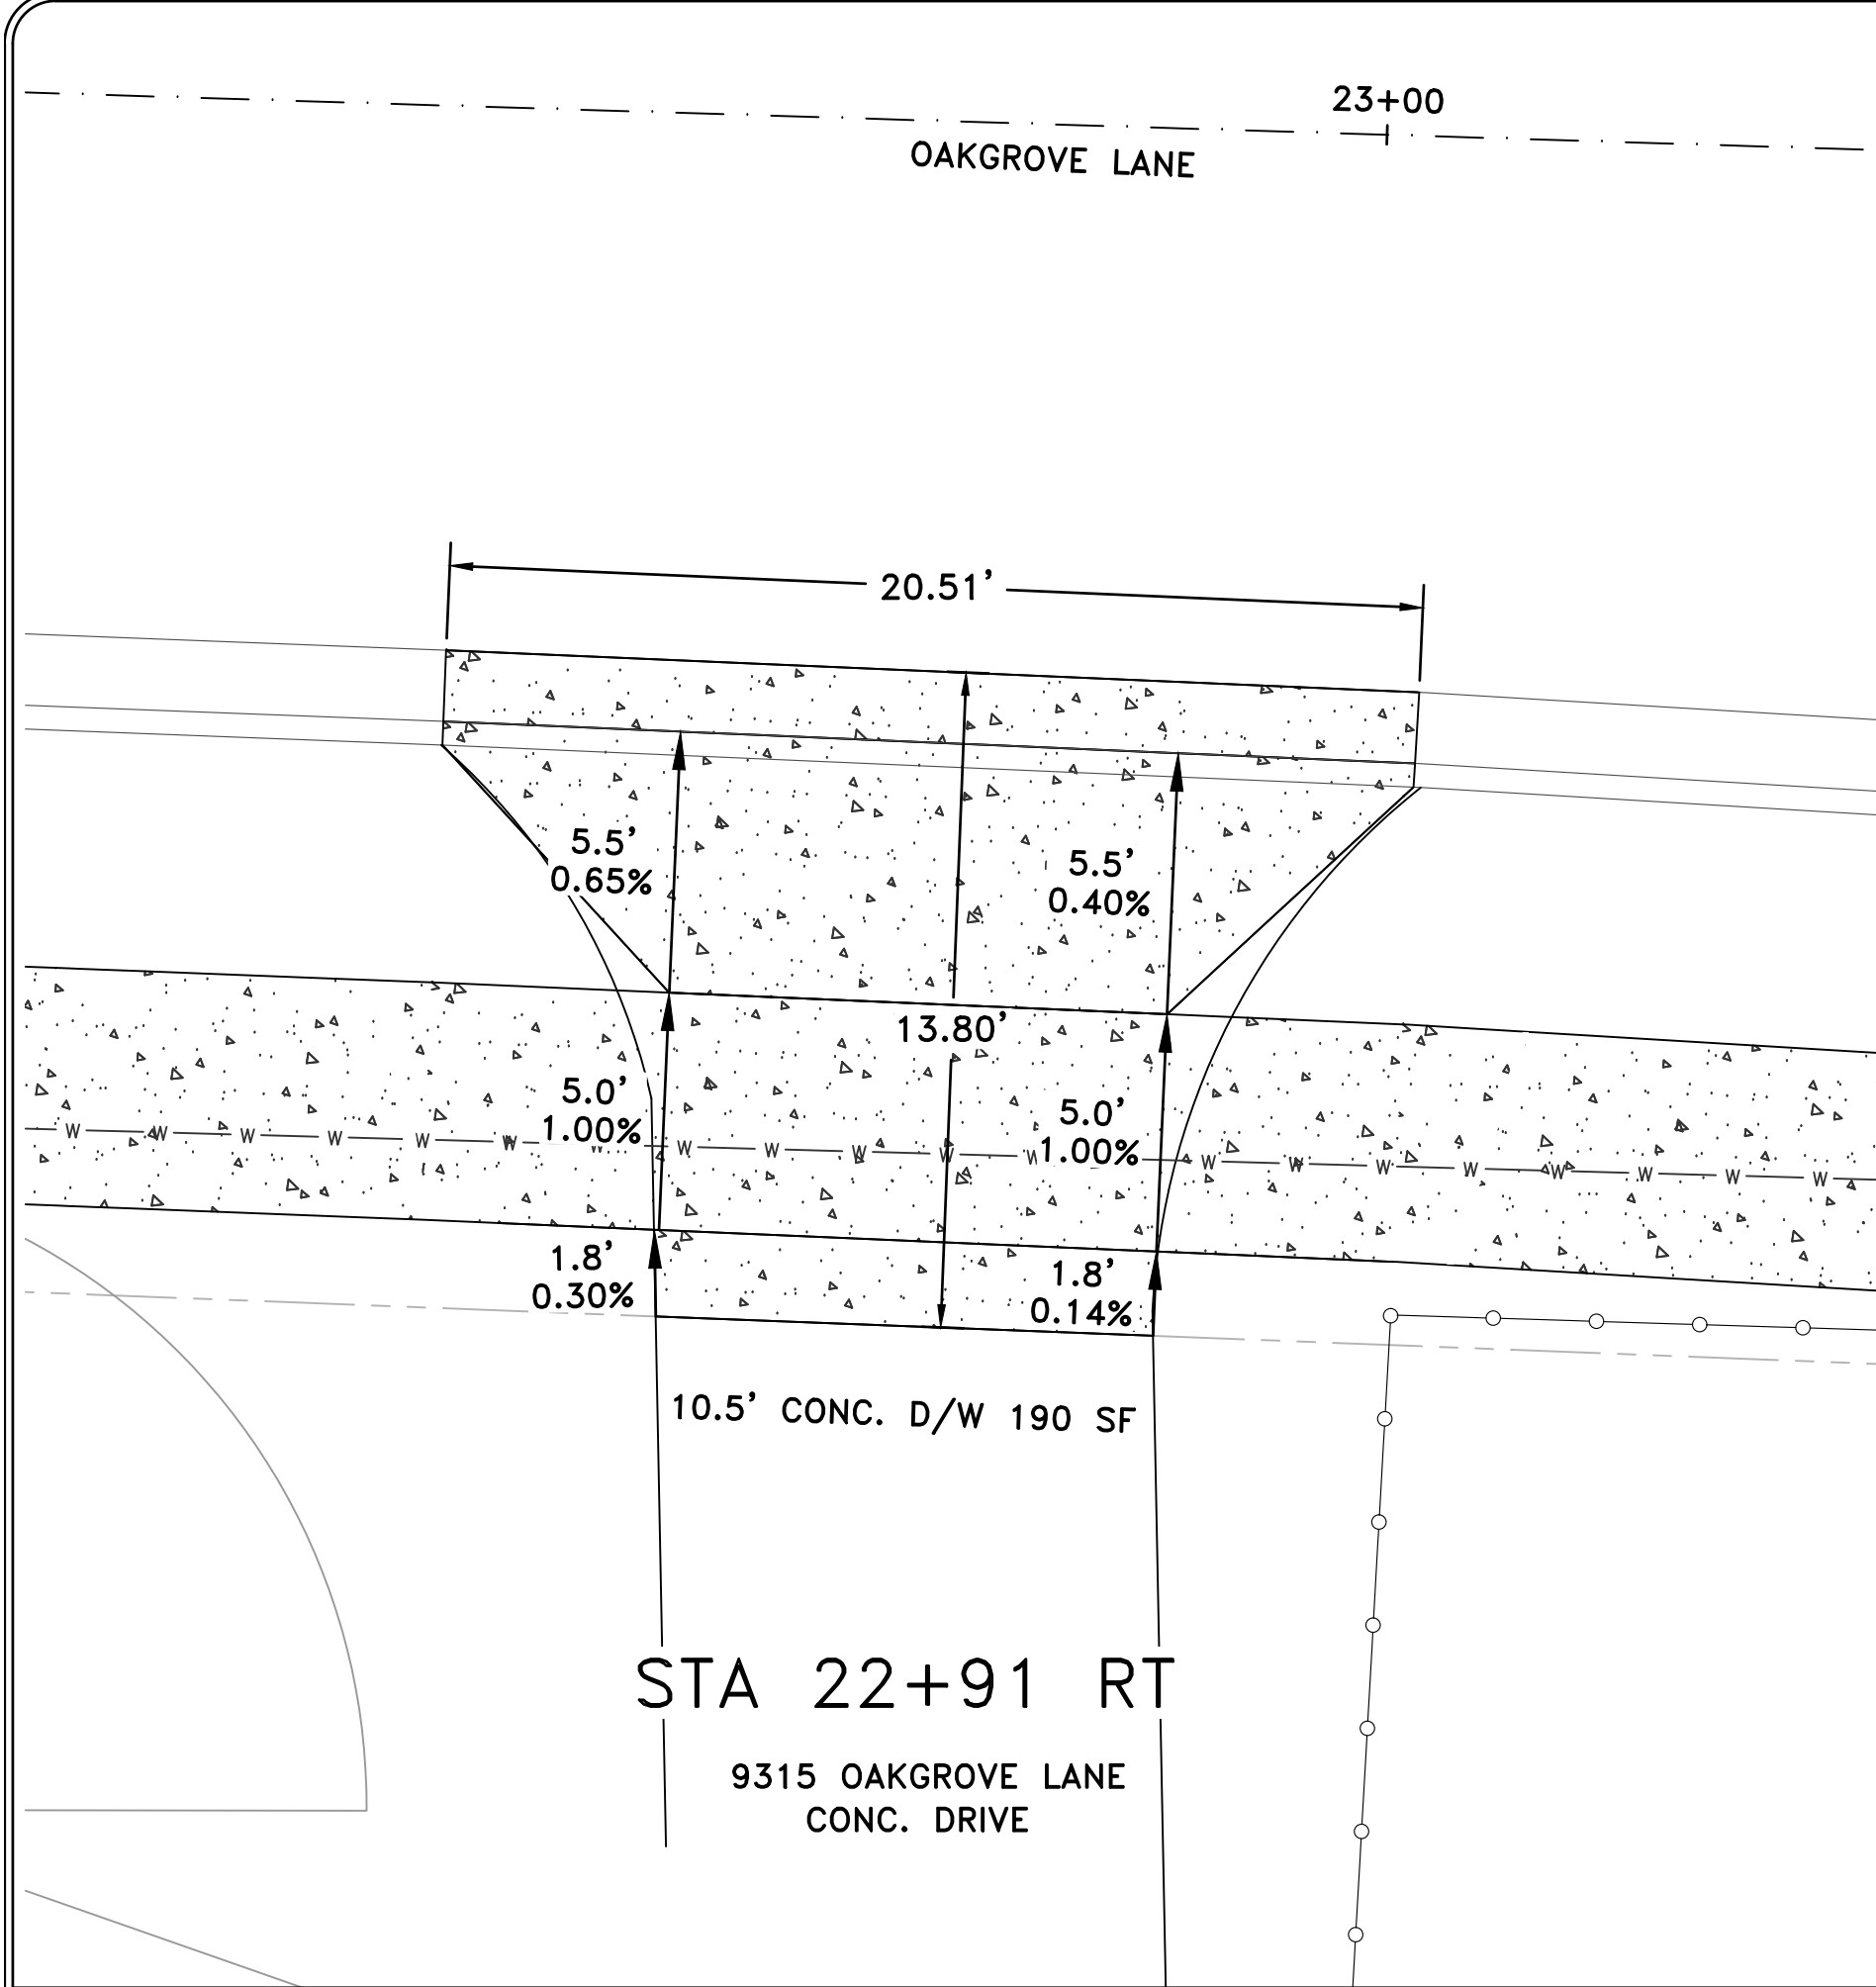 23+00
OAKGROVE LANE
20.51'
5.5'
0.65%
5.5'
0.40%
13.80'
5.0'
1.00%
5.0'
1.00%
W W W W W W W W W W W W W W W W W W W W W
1.8'
0.30%
1.8'
0.14%
10.5' CONC. D/W 190 SF
STA 22+91 RT
9315 OAKGROVE LANE
CONC. DRIVE